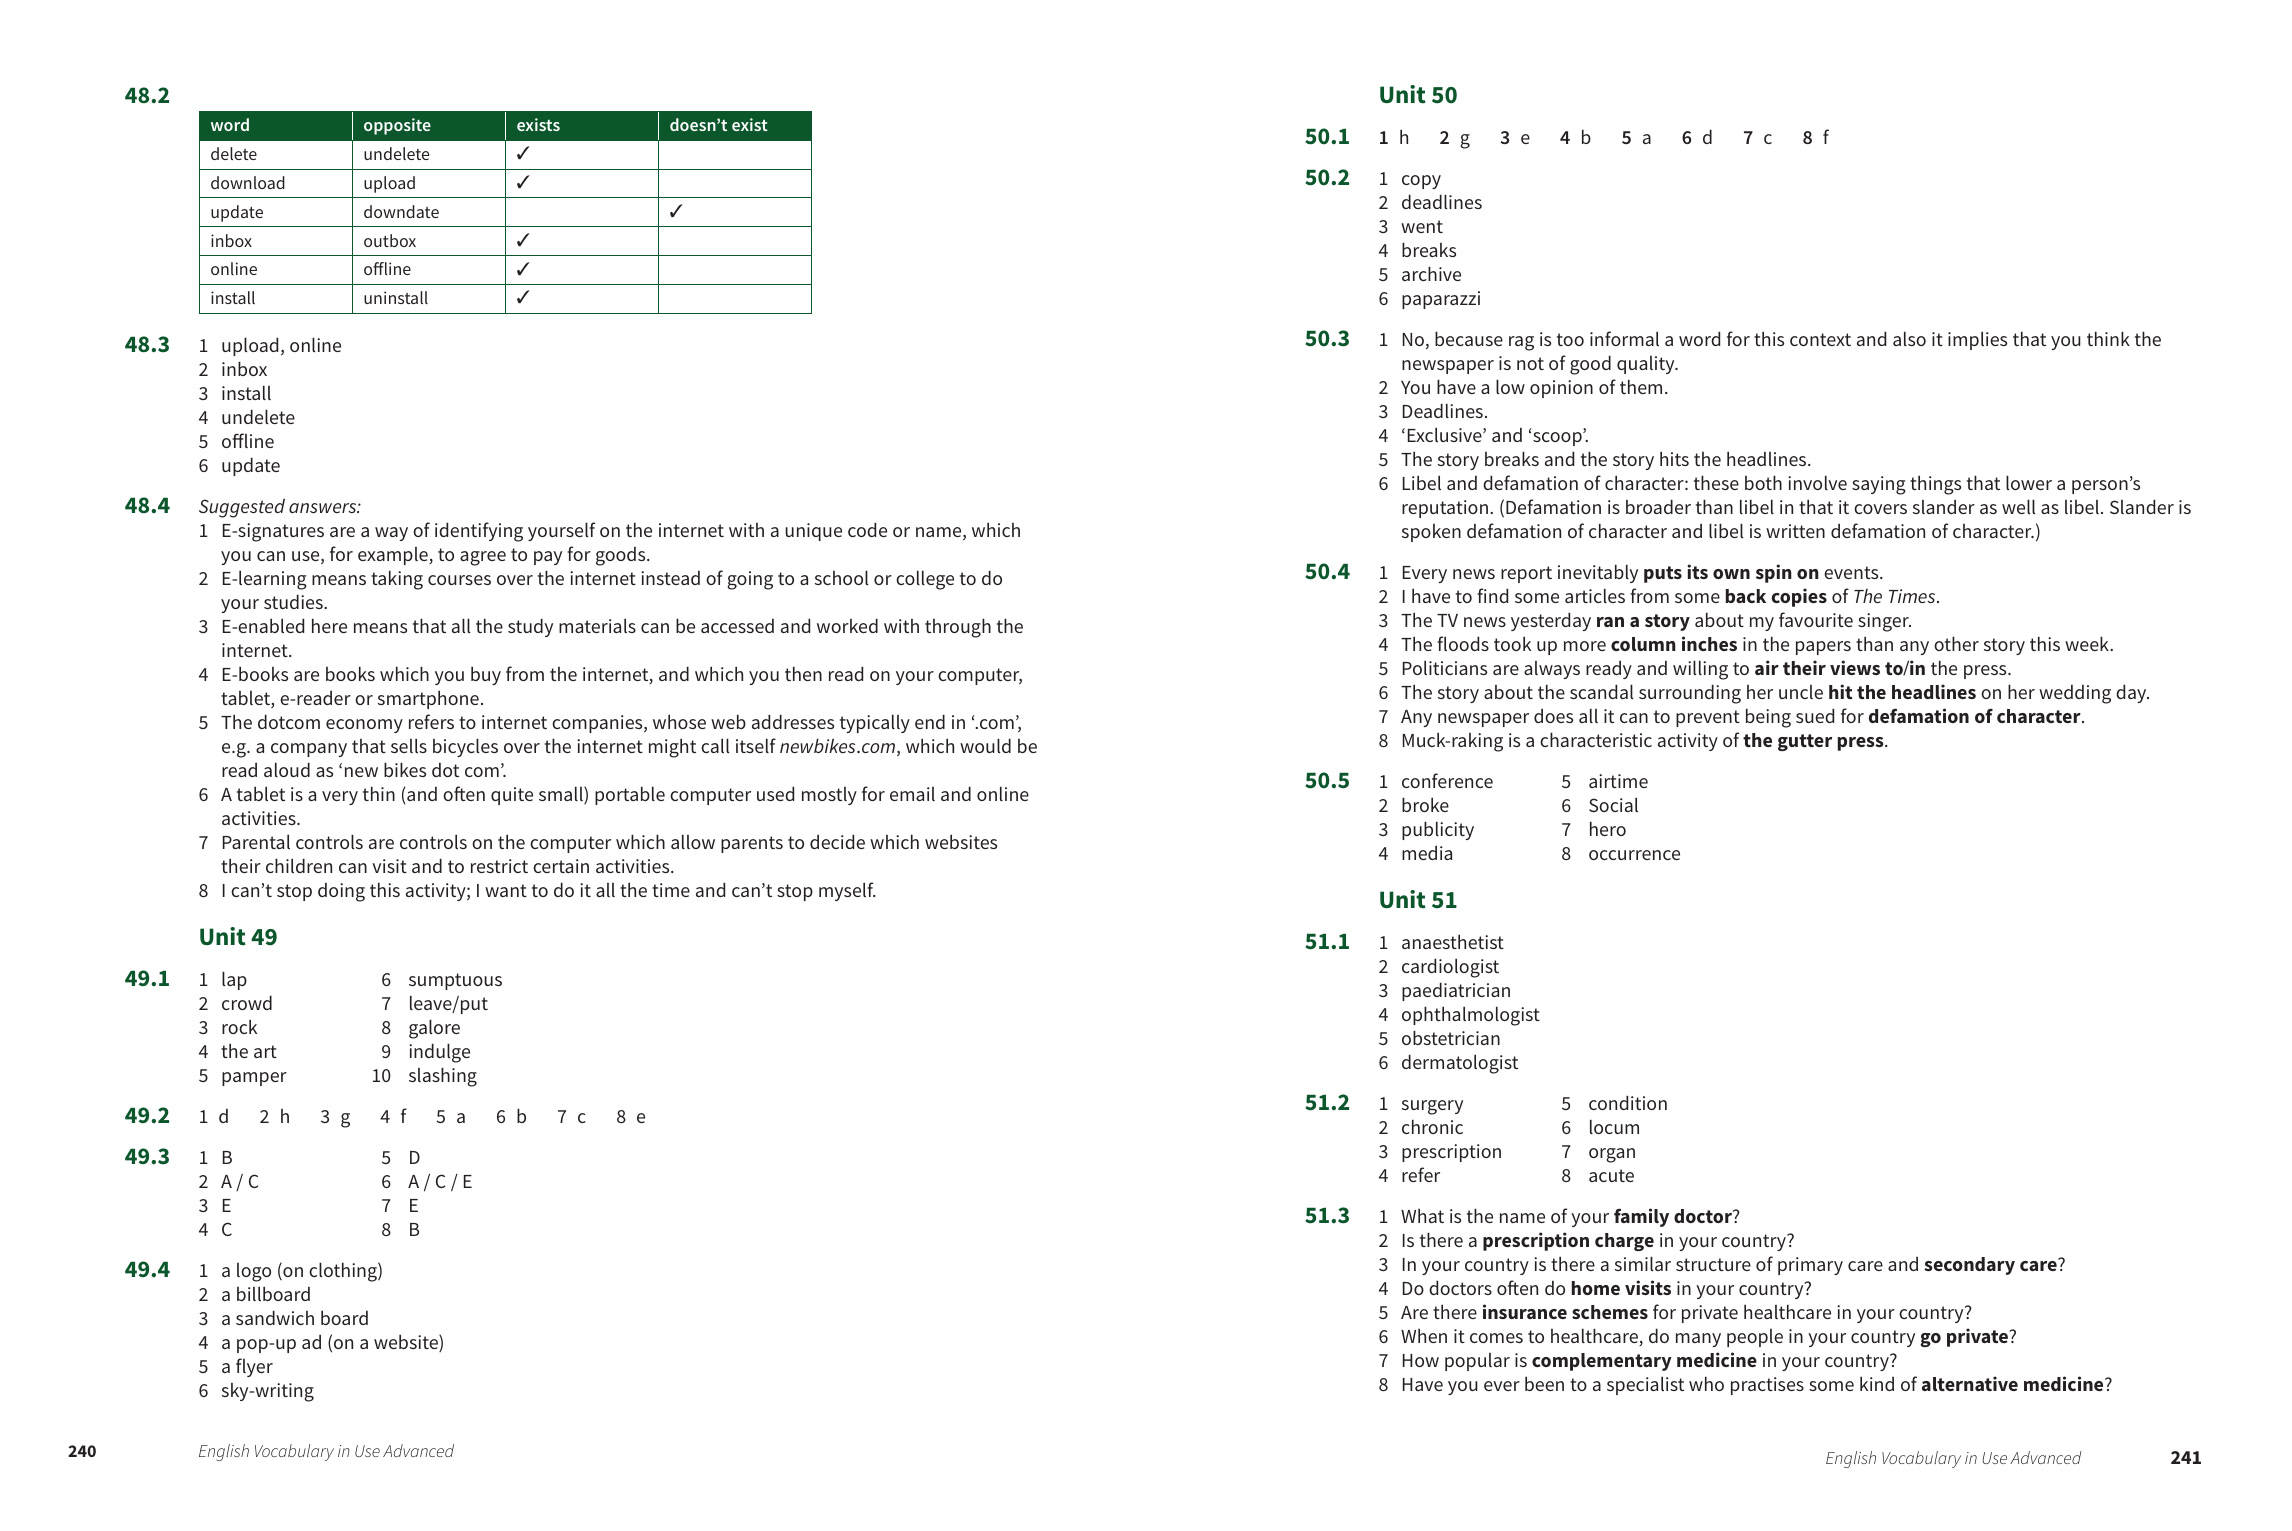 48.2
word opposite exists doesn’t exist
delete undelete ✓
download upload ✓
update downdate ✓
inbox outbox ✓
online offline ✓
install uninstall ✓
48.3 1 upload, online
2 inbox
3 install
4 undelete
5 offline
6 update
48.4 Suggested answers:
1 E-signatures are a way of identifying yourself on the internet with a unique code or name, which
you can use, for example, to agree to pay for goods.
2 E-learning means taking courses over the internet instead of going to a school or college to do
your studies.
3 E-enabled here means that all the study materials can be accessed and worked with through the
internet.
4 E-books are books which you buy from the internet, and which you then read on your computer,
tablet, e-reader or smartphone.
5 The dotcom economy refers to internet companies, whose web addresses typically end in ‘.com’,
e.g. a company that sells bicycles over the internet might call itself newbikes.com, which would be
read aloud as ‘new bikes dot com’.
6 A tablet is a very thin (and often quite small) portable computer used mostly for email and online
activities.
7 Parental controls are controls on the computer which allow parents to decide which websites
their children can visit and to restrict certain activities.
8 I can’t stop doing this activity; I want to do it all the time and can’t stop myself.
Unit 49
49.1 1 lap 6 sumptuous
2 crowd 7 leave/put
3 rock 8 galore
4 the art 9 indulge
5 pamper 10 slashing
49.2 1 d 2 h 3 g 4 f 5 a 6 b 7 c 8 e
49.3 1 B 5 D
2 A / C 6 A / C / E
3 E 7 E
4 C 8 B
49.4 1 a logo (on clothing)
2 a billboard
3 a sandwich board
4 a pop-up ad (on a website)
5 a flyer
6 sky-writing
240 English Vocabulary in Use Advanced
Unit 50
50.1 1 h 2 g 3 e 4 b 5 a 6 d 7 c 8 f
50.2 1 copy
2 deadlines
3 went
4 breaks
5 archive
6 paparazzi
50.3 1 No, because rag is too informal a word for this context and also it implies that you think the
newspaper is not of good quality.
2 You have a low opinion of them.
3 Deadlines.
4 ‘Exclusive’ and ‘scoop’.
5 The story breaks and the story hits the headlines.
6 Libel and defamation of character: these both involve saying things that lower a person’s
reputation. (Defamation is broader than libel in that it covers slander as well as libel. Slander is
spoken defamation of character and libel is written defamation of character.)
50.4 1 Every news report inevitably puts its own spin on events.
2 I have to find some articles from some back copies of The Times.
3 The TV news yesterday ran a story about my favourite singer.
4 The floods took up more column inches in the papers than any other story this week.
5 Politicians are always ready and willing to air their views to/in the press.
6 The story about the scandal surrounding her uncle hit the headlines on her wedding day.
7 Any newspaper does all it can to prevent being sued for defamation of character.
8 Muck-raking is a characteristic activity of the gutter press.
50.5 1 conference 5 airtime
2 broke 6 Social
3 publicity 7 hero
4 media 8 occurrence
Unit 51
51.1 1 anaesthetist
2 cardiologist
3 paediatrician
4 ophthalmologist
5 obstetrician
6 dermatologist
51.2 1 surgery 5 condition
2 chronic 6 locum
3 prescription 7 organ
4 refer 8 acute
51.3 1 What is the name of your family doctor?
2 Is there a prescription charge in your country?
3 In your country is there a similar structure of primary care and secondary care?
4 Do doctors often do home visits in your country?
5 Are there insurance schemes for private healthcare in your country?
6 When it comes to healthcare, do many people in your country go private?
7 How popular is complementary medicine in your country?
8 Have you ever been to a specialist who practises some kind of alternative medicine?
English Vocabulary in Use Advanced 241